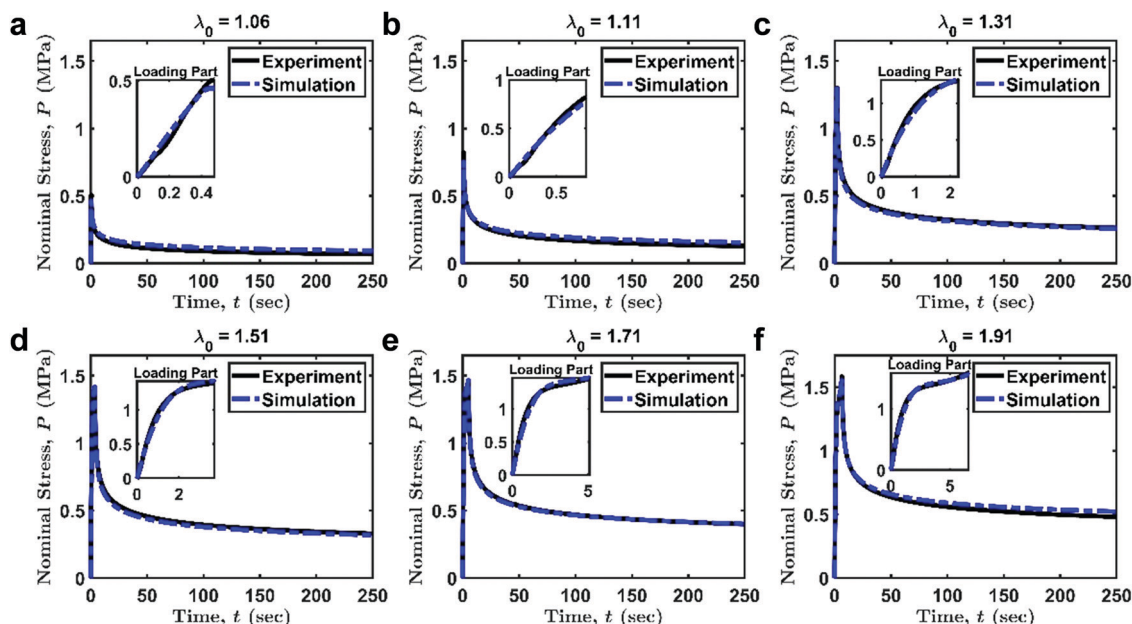 a
λ₀ = 1.06
Nominal Stress, P (MPa)
1.5
1
0.5
0
Experiment
Simulation
Loading Part
0.5
0
0 0.2 0.4
0 50 100 150 200 250
Time, t (sec)
b
λ₀ = 1.11
Nominal Stress, P (MPa)
1.5
1
0.5
0
Experiment
Simulation
Loading Part
1
0.5
0
0 0.5
0 50 100 150 200 250
Time, t (sec)
c
λ₀ = 1.31
Nominal Stress, P (MPa)
1.5
1
0.5
0
Experiment
Simulation
Loading Part
1
0.5
0
0 1 2
0 50 100 150 200 250
Time, t (sec)
d
λ₀ = 1.51
Nominal Stress, P (MPa)
1.5
1
0.5
0
Experiment
Simulation
Loading Part
1
0.5
0
0 2
0 50 100 150 200 250
Time, t (sec)
e
λ₀ = 1.71
Nominal Stress, P (MPa)
1.5
1
0.5
0
Experiment
Simulation
Loading Part
1
0.5
0
0 5
0 50 100 150 200 250
Time, t (sec)
f
λ₀ = 1.91
Nominal Stress, P (MPa)
1.5
1
0.5
0
Experiment
Simulation
Loading Part
1
0
0 5
0 50 100 150 200 250
Time, t (sec)